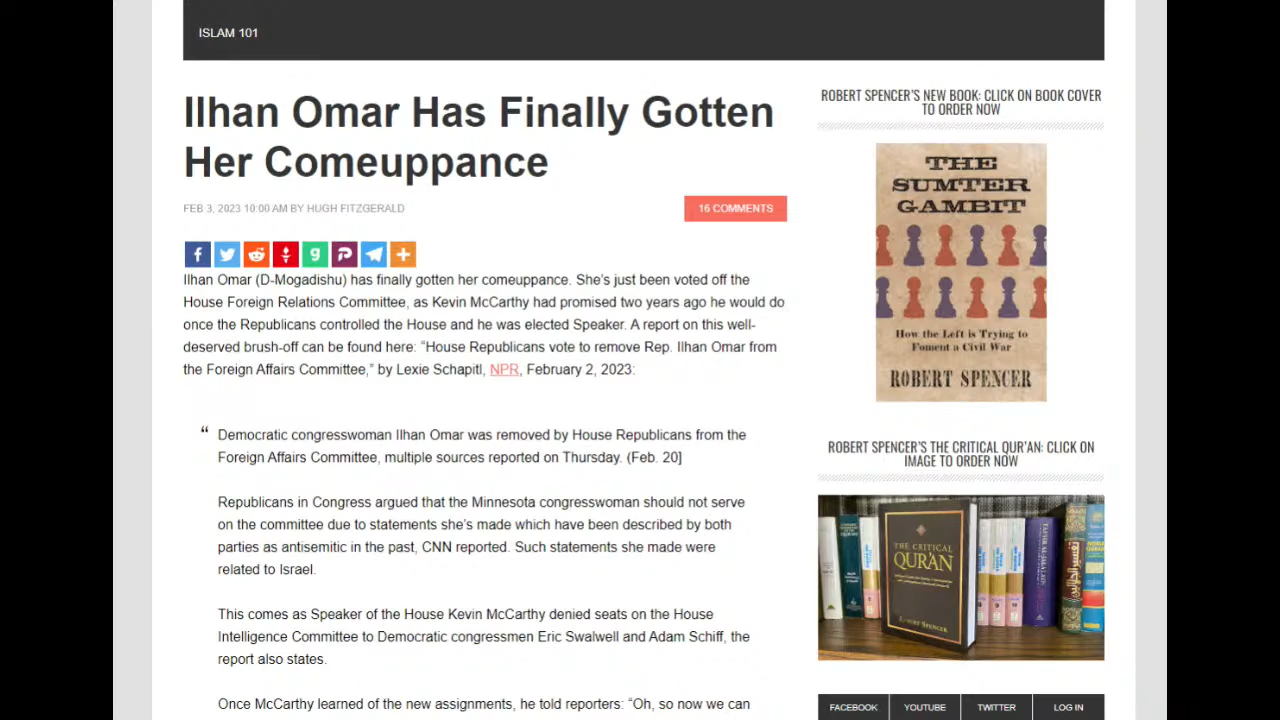 ISLAM 101
Ilhan Omar Has Finally Gotten
Her Comeuppance
FEB 3, 2023 10:00 AM BY HUGH FITZGERALD
16 COMMENTS
Ilhan Omar (D-Mogadishu) has finally gotten her comeuppance. She's just been voted off the
House Foreign Relations Committee, as Kevin McCarthy had promised two years ago he would do
once the Republicans controlled the House and he was elected Speaker. A report on this well-
deserved brush-off can be found here: “House Republicans vote to remove Rep. Ilhan Omar from
the Foreign Affairs Committee,” by Lexie Schapitl, NPR, February 2, 2023:
“ Democratic congresswoman Ilhan Omar was removed by House Republicans from the
Foreign Affairs Committee, multiple sources reported on Thursday. (Feb. 20]
Republicans in Congress argued that the Minnesota congresswoman should not serve
on the committee due to statements she's made which have been described by both
parties as antisemitic in the past, CNN reported. Such statements she made were
related to Israel.
This comes as Speaker of the House Kevin McCarthy denied seats on the House
Intelligence Committee to Democratic congressmen Eric Swalwell and Adam Schiff, the
report also states.
Once McCarthy learned of the new assignments, he told reporters: “Oh, so now we can
ROBERT SPENCER'S NEW BOOK: CLICK ON BOOK COVER
TO ORDER NOW
THE
SUMTER
GAMBIT
How the Left is Trying to
Foment a Civil War
ROBERT SPENCER
ROBERT SPENCER'S THE CRITICAL QUR'AN: CLICK ON
IMAGE TO ORDER NOW
THE CRITICAL
QUR'AN
ROBERT SPENCER
FACEBOOK
YOUTUBE
TWITTER
LOG IN